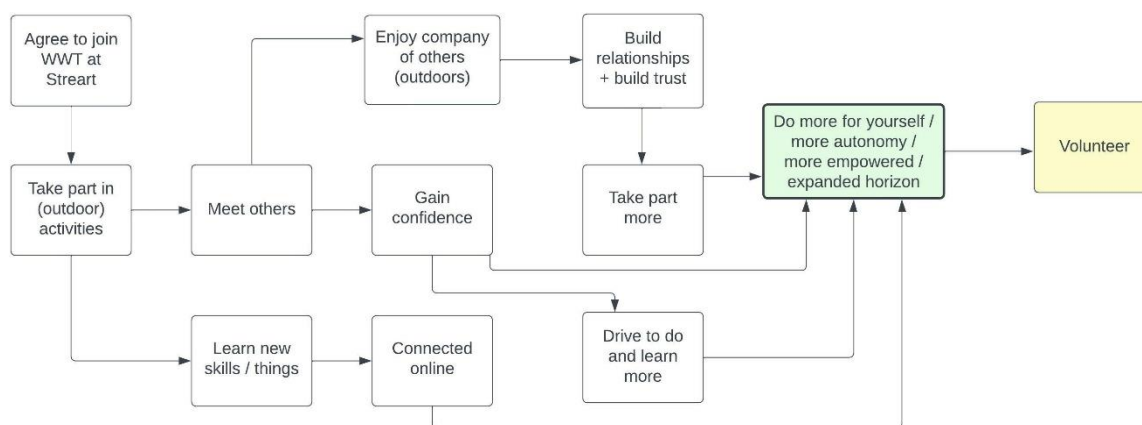 Agree to join
WWT at
Streart
Enjoy company
of others
(outdoors)
Build
relationships
+ build trust
Do more for yourself /
more autonomy /
more empowered /
expanded horizon
Volunteer
Take part in
(outdoor)
activities
Meet others
Gain
confidence
Take part
more
Learn new
skills / things
Connected
online
Drive to do
and learn
more